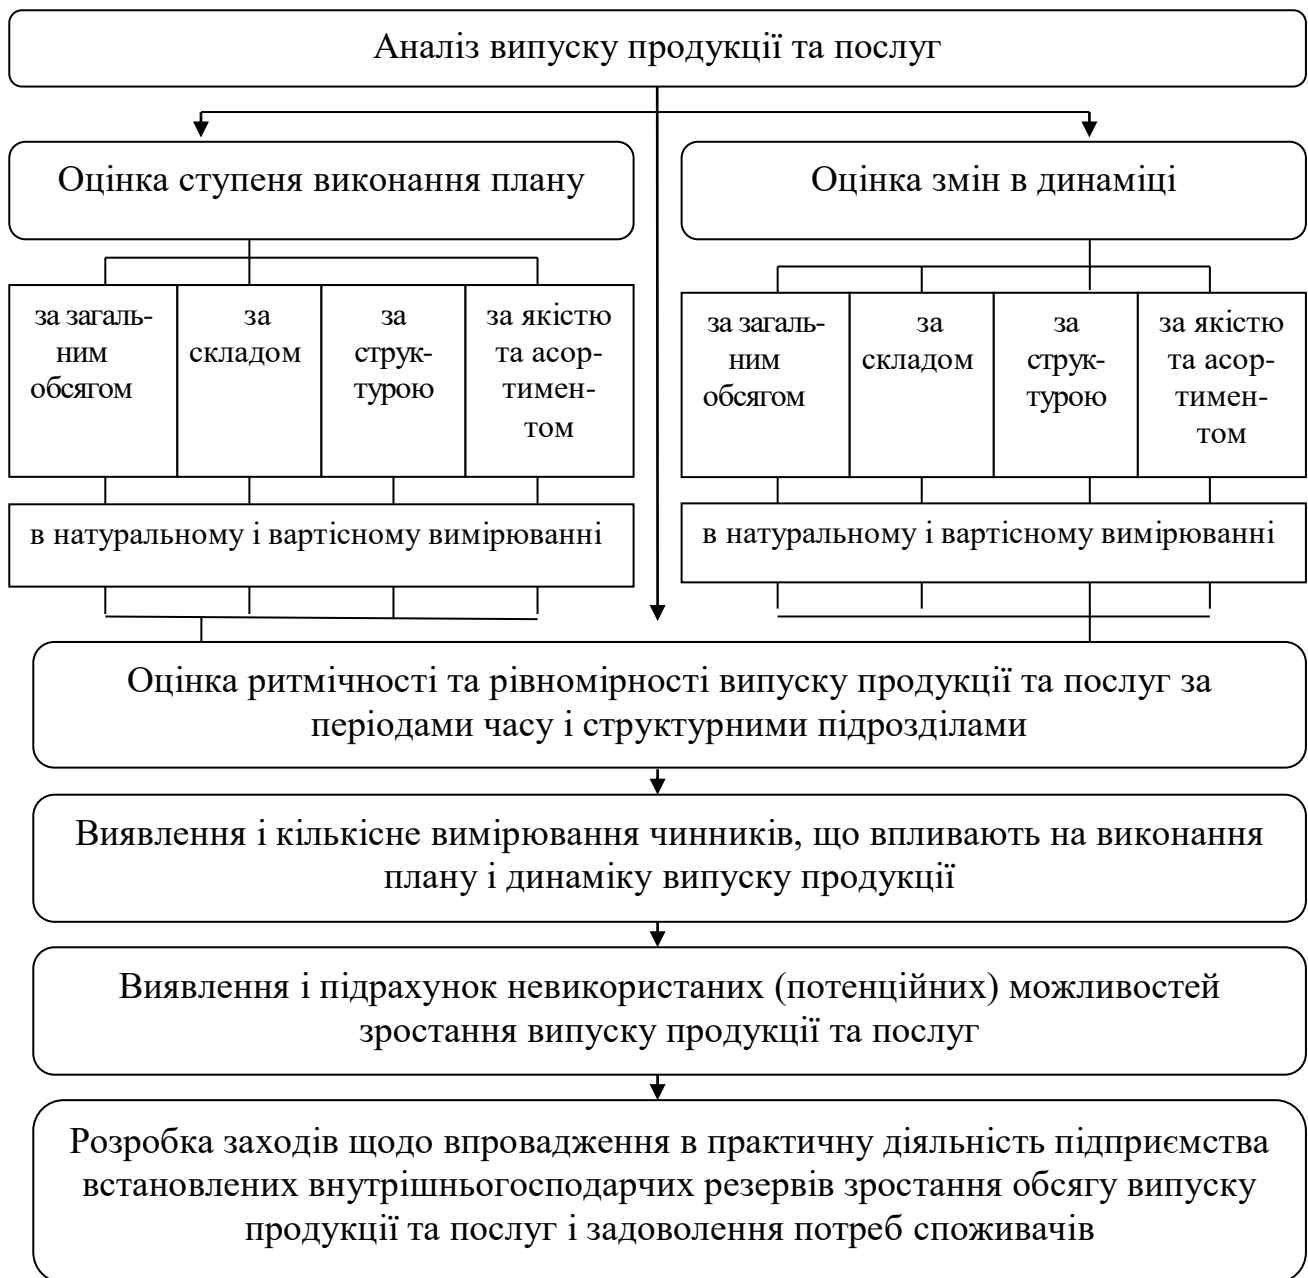 Аналіз випуску продукції та послуг
Оцінка ступеня виконання плану
Оцінка змін в динаміці
за загаль-
ним
обсягом
за
складом
за
струк-
турою
за якістю
та асор-
тимен-
том
за загаль-
ним
обсягом
за
складом
за
струк-
турою
за якістю
та асор-
тимен-
том
в натуральному і вартісному вимірюванні
в натуральному і вартісному вимірюванні
Оцінка ритмічності та рівномірності випуску продукції та послуг за
періодами часу і структурними підрозділами
Виявлення і кількісне вимірювання чинників, що впливають на виконання
плану і динаміку випуску продукції
Виявлення і підрахунок невикористаних (потенційних) можливостей
зростання випуску продукції та послуг
Розробка заходів щодо впровадження в практичну діяльність підприємства
встановлених внутрішньогосподарчих резервів зростання обсягу випуску
продукції та послуг і задоволення потреб споживачів